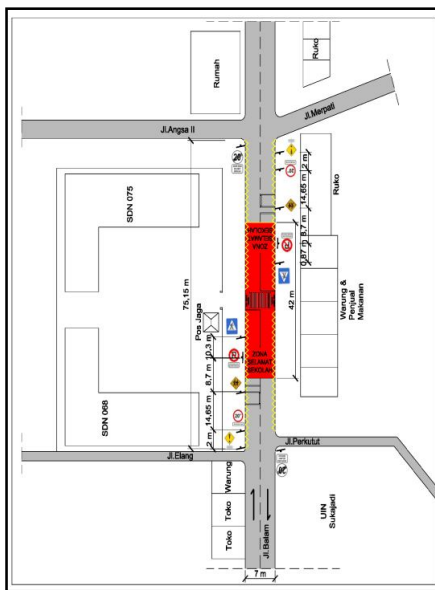 Rumah
Ruko
Jl.Angsa II
Jl.Merpati
SDN 075
75,15 m
2 m
14,65 m
8,7 m
0,87 m
Ruko
ZONA
SELAMAT
SEKOLAH
42 m
Warung &
Penjual
Makanan
Pos Jaga
10,3 m
8,7 m
14,65 m
2 m
ZONA
SELAMAT
SEKOLAH
SDN 068
Jl.Elang
Jl.Perkutut
Warung
Toko
Toko
Jl.Balam
UIN
Sukajadi
7 m